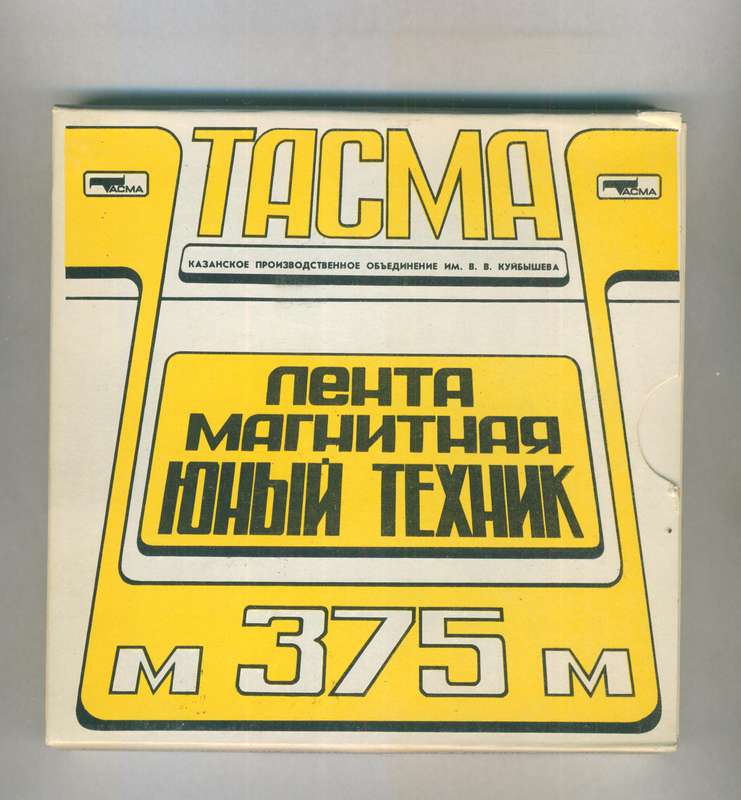 ТАСМА
ТАСМА
ТАСМА
КАЗАНСКОЕ ПРОИЗВОДСТВЕННОЕ ОБЪЕДИНЕНИЕ ИМ. В. В. КУЙБЫШЕВА
ЛЕНТА
МАГНИТНАЯ
ЮНЫЙ ТЕХНИК
М 375 М